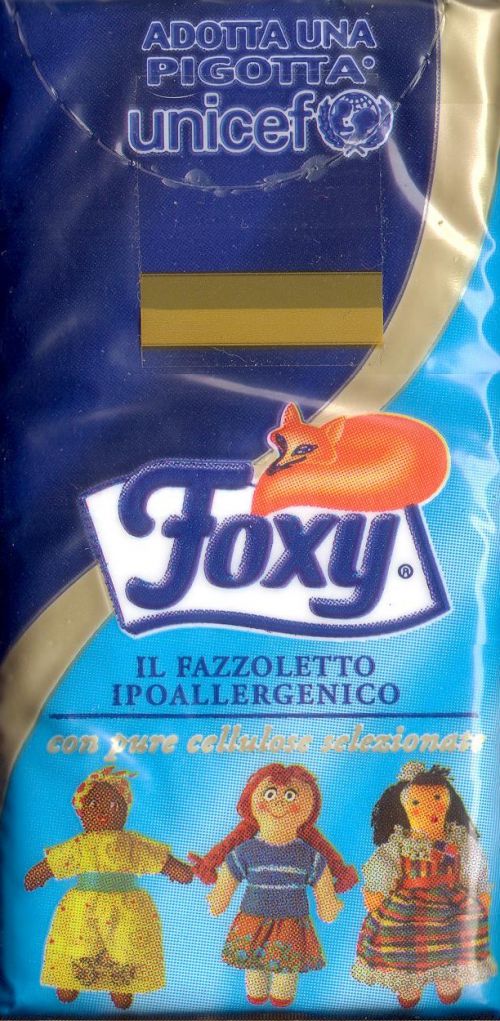 ADOTTA UNA
PIGOTTA®
unicef
Foxy®
IL FAZZOLETTO
IPOALLERGENICO
con pure cellulose selezionate